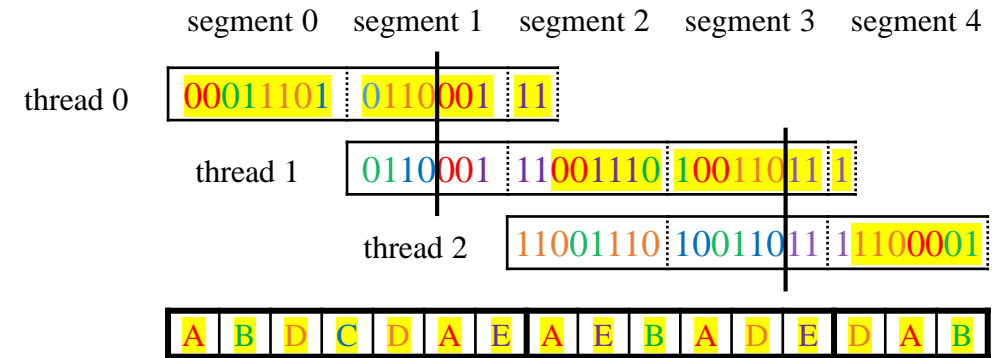 segment 0 segment 1 segment 2 segment 3 segment 4
thread 0 00011101 0110001 11
thread 1 0110001 11001110 10011011 1
thread 2 11001110 10011011 11100001
A B D C D A E A E B A D E D A B